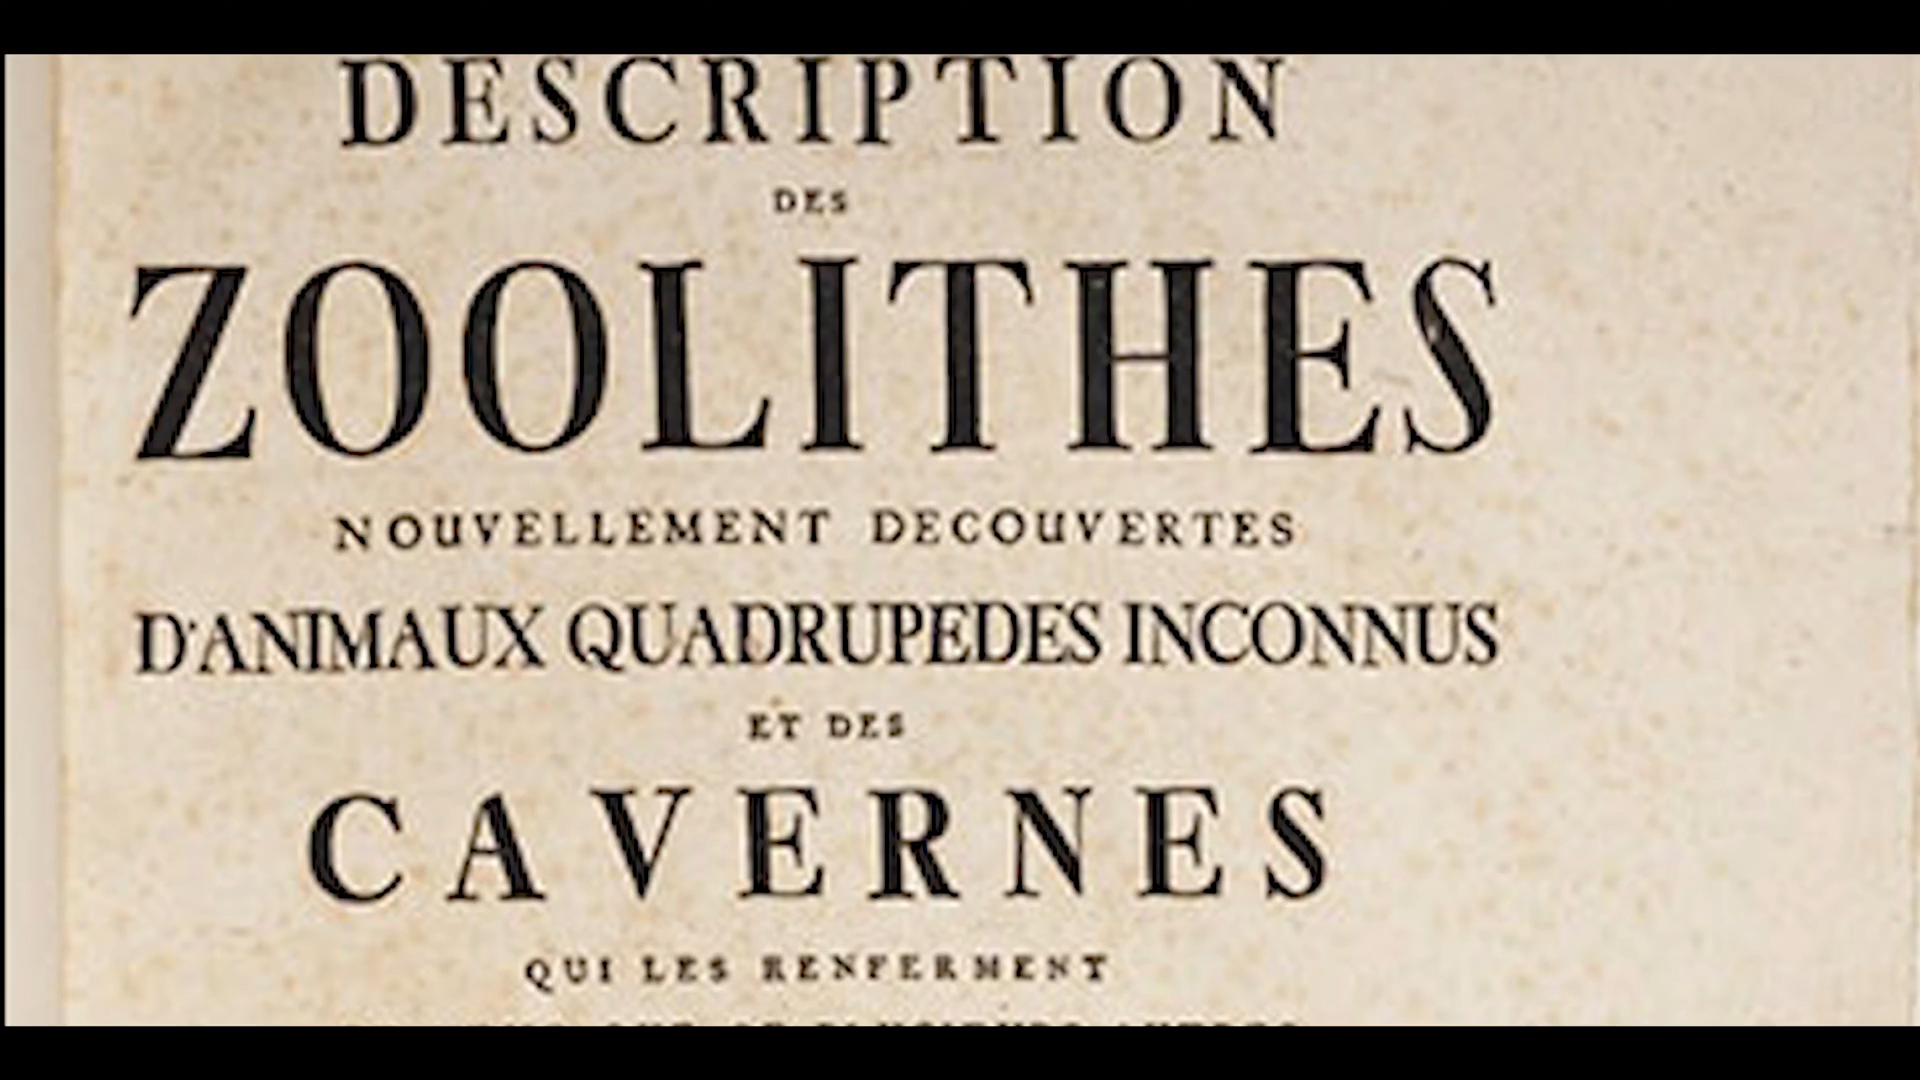 DESCRIPTION
DES
ZOOLITHES
NOUVELLEMENT DECOUVERTES
D'ANIMAUX QUADRUPEDES INCONNUS
ET DES
CAVERNES
QUI LES RENFERMENT